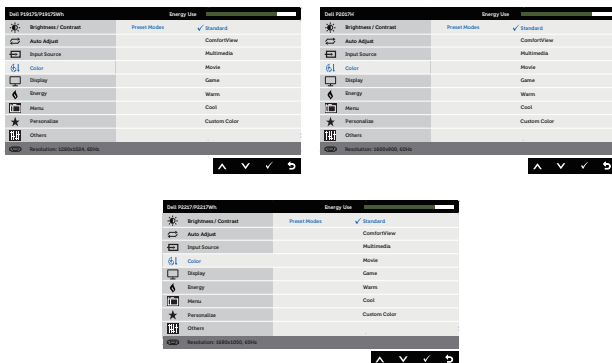 Dell P1917S/P1917SWh Energy Use
Brightness / Contrast Preset Modes ✓ Standard
Auto Adjust ComfortView
Input Source Multimedia
Color Movie
Display Game
Energy Warm
Menu Cool
Personalize Custom Color
Others
Resolution: 1280x1024, 60Hz
Dell P2017H Energy Use
Brightness / Contrast Preset Modes ✓ Standard
Auto Adjust ComfortView
Input Source Multimedia
Color Movie
Display Game
Energy Warm
Menu Cool
Personalize Custom Color
Others
Resolution: 1600x900, 60Hz
Dell P2217/P2217Wh Energy Use
Brightness / Contrast Preset Modes ✓ Standard
Auto Adjust ComfortView
Input Source Multimedia
Color Movie
Display Game
Energy Warm
Menu Cool
Personalize Custom Color
Others
Resolution: 1680x1050, 60Hz